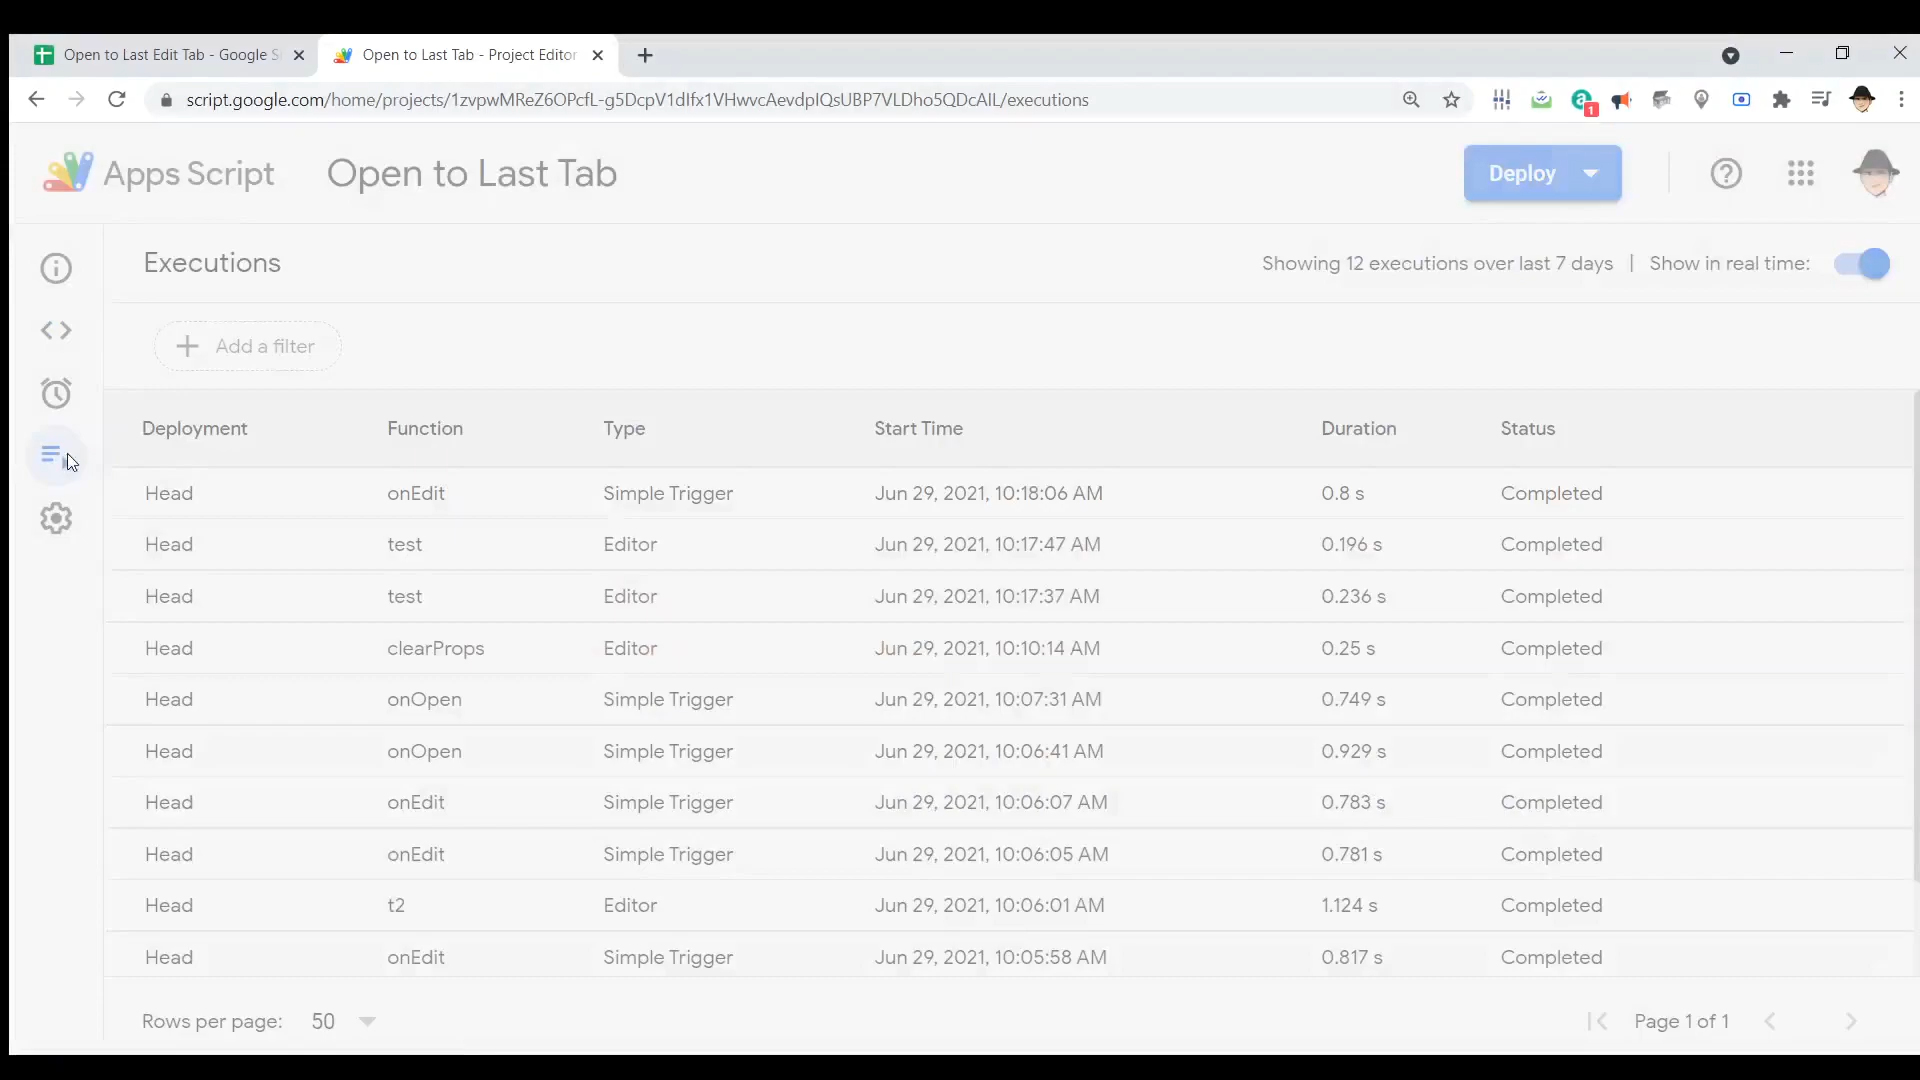 Open to Last Edit Tab - Google S
Open to Last Tab - Project Editor
script.google.com/home/projects/1zvpwMReZ6OPcfL-g5DcpV1dIfx1VHwvcAevdpIQsUBP7VLDho5QDcAIL/executions
1
Apps Script
Open to Last Tab
Deploy
Executions
Showing 12 executions over last 7 days | Show in real time:
+ Add a filter
Deployment Function Type Start Time Duration Status
Head onEdit Simple Trigger Jun 29, 2021, 10:18:06 AM 0.8 s Completed
Head test Editor Jun 29, 2021, 10:17:47 AM 0.196 s Completed
Head test Editor Jun 29, 2021, 10:17:37 AM 0.236 s Completed
Head clearProps Editor Jun 29, 2021, 10:10:14 AM 0.25 s Completed
Head onOpen Simple Trigger Jun 29, 2021, 10:07:31 AM 0.749 s Completed
Head onOpen Simple Trigger Jun 29, 2021, 10:06:41 AM 0.929 s Completed
Head onEdit Simple Trigger Jun 29, 2021, 10:06:07 AM 0.783 s Completed
Head onEdit Simple Trigger Jun 29, 2021, 10:06:05 AM 0.781 s Completed
Head t2 Editor Jun 29, 2021, 10:06:01 AM 1.124 s Completed
Head onEdit Simple Trigger Jun 29, 2021, 10:05:58 AM 0.817 s Completed
Rows per page: 50
Page 1 of 1